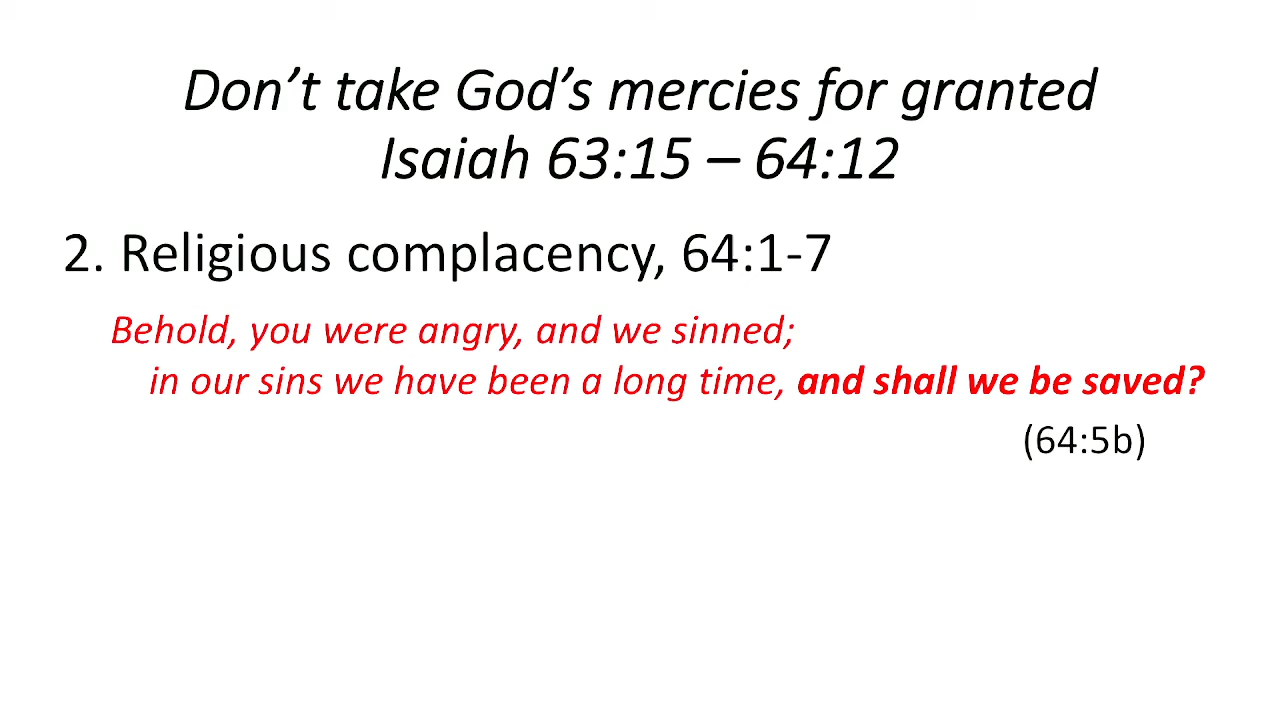 Don’t take God’s mercies for granted
Isaiah 63:15 – 64:12
2. Religious complacency, 64:1-7
Behold, you were angry, and we sinned;
in our sins we have been a long time, and shall we be saved?
(64:5b)